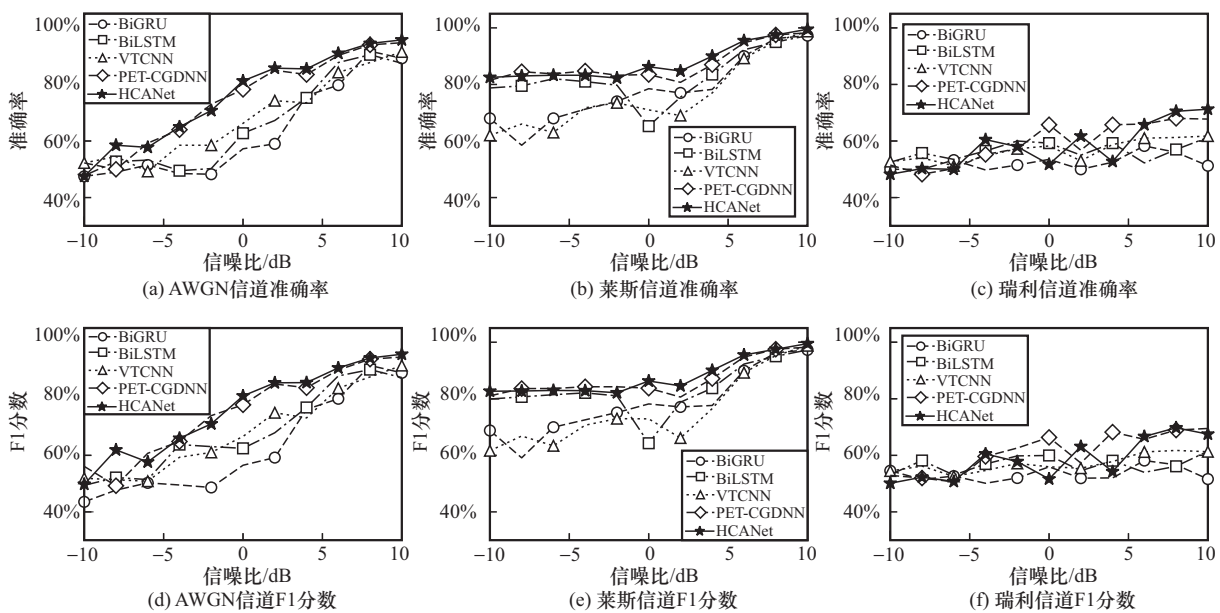 100%
80%
60%
40%
准确率
BiGRU
BiLSTM
VTCNN
PET-CGDNN
HCANet
−10 −5 0 5 10
信噪比/dB
(a) AWGN信道准确率
100%
80%
60%
40%
准确率
BiGRU
BiLSTM
VTCNN
PET-CGDNN
HCANet
−10 −5 0 5 10
信噪比/dB
(b) 莱斯信道准确率
100%
80%
60%
40%
准确率
BiGRU
BiLSTM
VTCNN
PET-CGDNN
HCANet
−10 −5 0 5 10
信噪比/dB
(c) 瑞利信道准确率
100%
80%
60%
40%
F1分数
BiGRU
BiLSTM
VTCNN
PET-CGDNN
HCANet
−10 −5 0 5 10
信噪比/dB
(d) AWGN信道F1分数
100%
80%
60%
40%
F1分数
BiGRU
BiLSTM
VTCNN
PET-CGDNN
HCANet
−10 −5 0 5 10
信噪比/dB
(e) 莱斯信道F1分数
100%
80%
60%
40%
F1分数
BiGRU
BiLSTM
VTCNN
PET-CGDNN
HCANet
−10 −5 0 5 10
信噪比/dB
(f) 瑞利信道F1分数